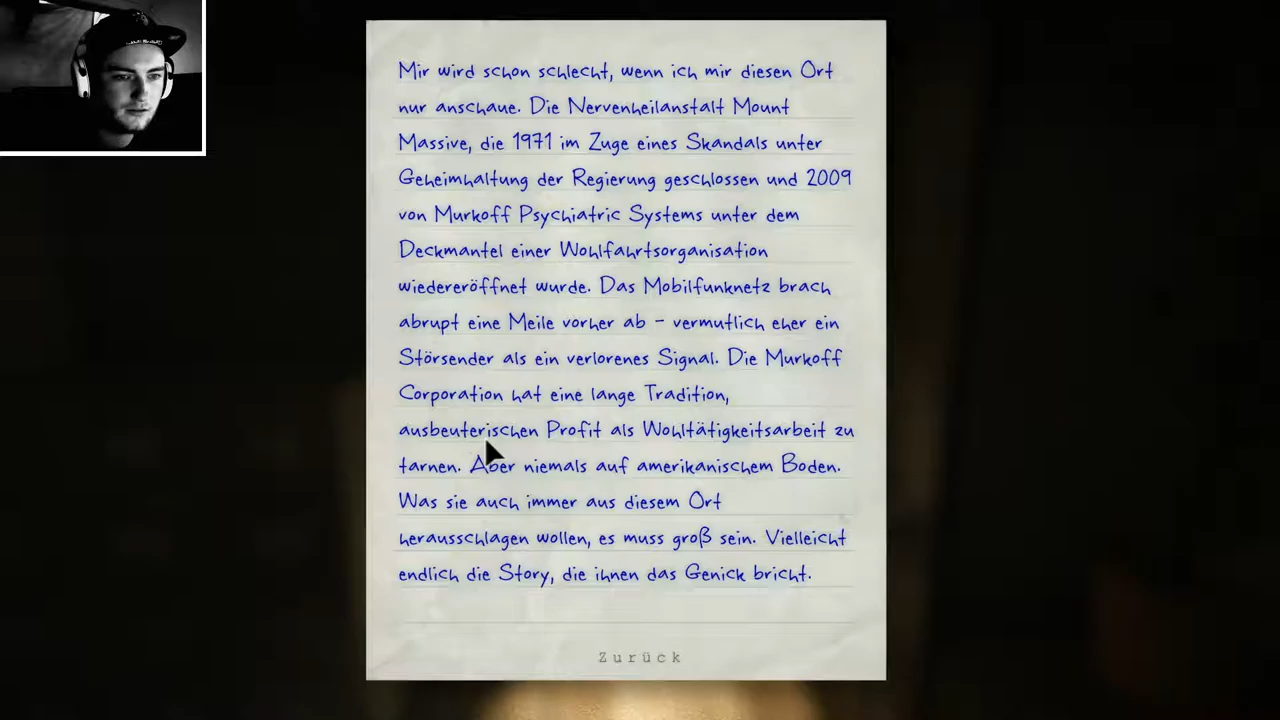 Mir wird schon schlecht, wenn ich mir diesen Ort
nur anschaue. Die Nervenheilanstalt Mount
Massive, die 1971 im Zuge eines Skandals unter
Geheimhaltung der Regierung geschlossen und 2009
von Murkoff Psychiatric Systems unter dem
Deckmantel einer Wohlfahrtsorganisation
wiedereröffnet wurde. Das Mobilfunknetz brach
abrupt eine Meile vorher ab - vermutlich eher ein
Störsender als ein verlorenes Signal. Die Murkoff
Corporation hat eine lange Tradition,
ausbeuterischen Profit als Wohltätigkeitsarbeit zu
tarnen. Aber niemals auf amerikanischem Boden.
Was sie auch immer aus diesem Ort
herausschlagen wollen, es muss groß sein. Vielleicht
endlich die Story, die ihnen das Genick bricht.
Zurück